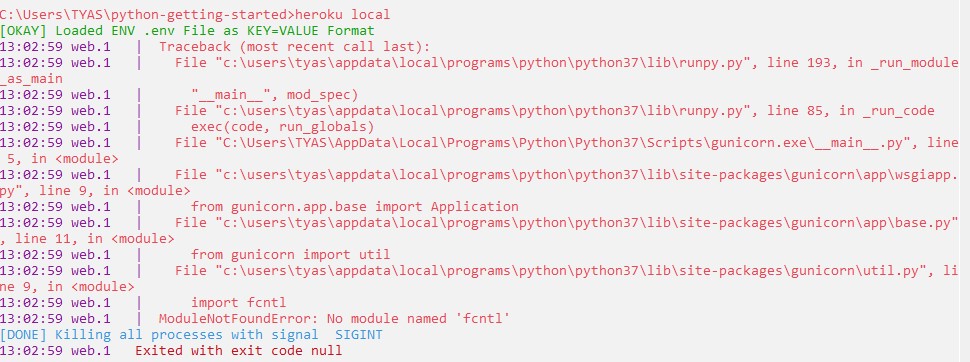 C:\Users\TYAS\python-getting-started>heroku local
[OKAY] Loaded ENV .env File as KEY=VALUE Format
13:02:59 web.1   |  Traceback (most recent call last):
13:02:59 web.1   |    File "c:\users\tyas\appdata\local\programs\python\python37\lib\runpy.py", line 193, in _run_module
_as_main
13:02:59 web.1   |      "__main__", mod_spec)
13:02:59 web.1   |    File "c:\users\tyas\appdata\local\programs\python\python37\lib\runpy.py", line 85, in _run_code
13:02:59 web.1   |      exec(code, run_globals)
13:02:59 web.1   |    File "C:\Users\TYAS\AppData\Local\Programs\Python\Python37\Scripts\gunicorn.exe\__main__.py", line
 5, in <module>
13:02:59 web.1   |    File "c:\users\tyas\appdata\local\programs\python\python37\lib\site-packages\gunicorn\app\wsgiapp.
py", line 9, in <module>
13:02:59 web.1   |      from gunicorn.app.base import Application
13:02:59 web.1   |    File "c:\users\tyas\appdata\local\programs\python\python37\lib\site-packages\gunicorn\app\base.py"
, line 11, in <module>
13:02:59 web.1   |      from gunicorn import util
13:02:59 web.1   |    File "c:\users\tyas\appdata\local\programs\python\python37\lib\site-packages\gunicorn\util.py", li
ne 9, in <module>
13:02:59 web.1   |      import fcntl
13:02:59 web.1   |  ModuleNotFoundError: No module named 'fcntl'
[DONE] Killing all processes with signal  SIGINT
13:02:59 web.1   Exited with exit code null